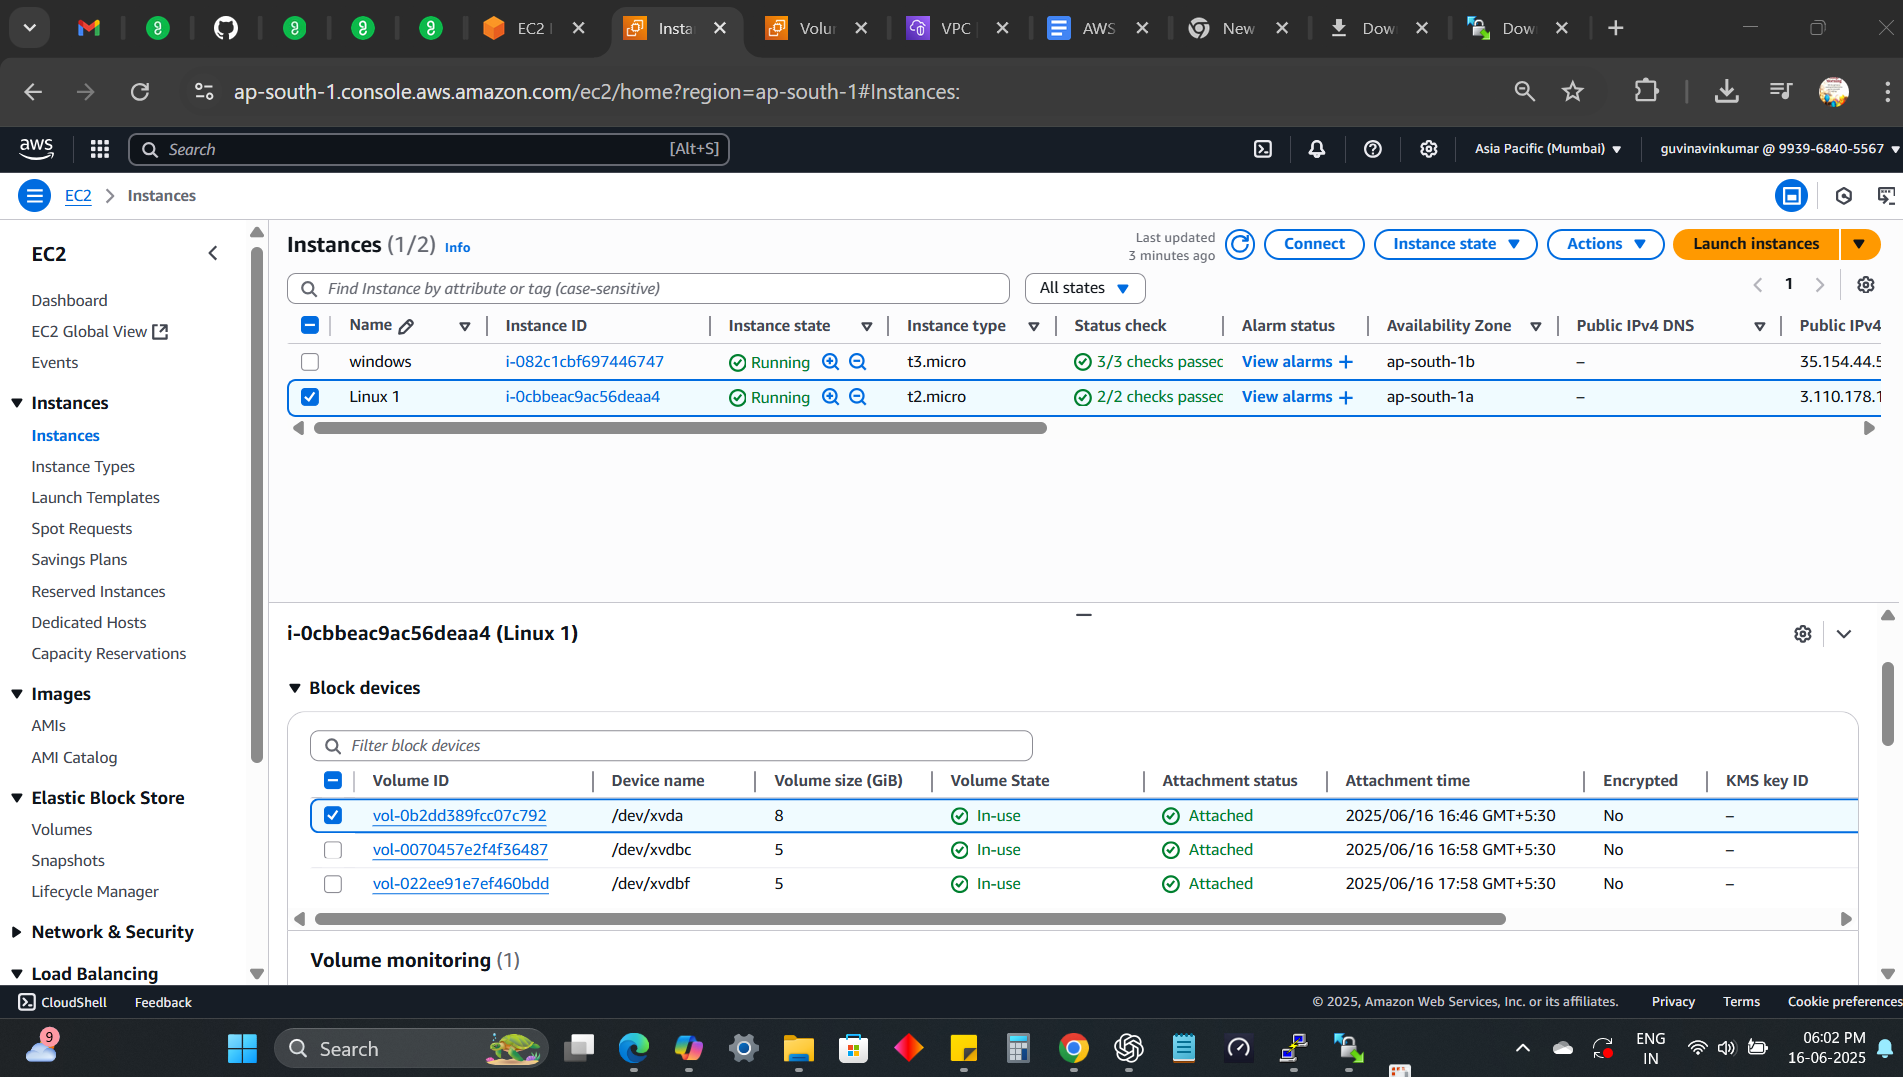 EC2 I
Insta
Volur
VPC
AWS
New
Dow
Dow
ap-south-1.console.aws.amazon.com/ec2/home?region=ap-south-1#Instances:
aws
Search
[Alt+S]
Asia Pacific (Mumbai)
guvinavinkumar @ 9939-6840-5567
EC2
Instances
EC2
Dashboard
EC2 Global View
Events
Instances
Instances
Instance Types
Launch Templates
Spot Requests
Savings Plans
Reserved Instances
Dedicated Hosts
Capacity Reservations
Images
AMIs
AMI Catalog
Elastic Block Store
Volumes
Snapshots
Lifecycle Manager
Network & Security
Load Balancing
Instances (1/2) Info
Last updated
3 minutes ago
Connect
Instance state
Actions
Launch instances
Find Instance by attribute or tag (case-sensitive)
All states
1
Name Instance ID Instance state Instance type Status check Alarm status Availability Zone Public IPv4 DNS Public IPv4
windows i-082c1cbf697446747 Running t3.micro 3/3 checks passed View alarms + ap-south-1b – 35.154.44.5
Linux 1 i-0cbbeac9ac56deaa4 Running t2.micro 2/2 checks passed View alarms + ap-south-1a – 3.110.178.1
i-0cbbeac9ac56deaa4 (Linux 1)
Block devices
Filter block devices
Volume ID Device name Volume size (GiB) Volume State Attachment status Attachment time Encrypted KMS key ID
vol-0b2dd389fcc07c792 /dev/xvda 8 In-use Attached 2025/06/16 16:46 GMT+5:30 No –
vol-0070457e2f4f36487 /dev/xvdbc 5 In-use Attached 2025/06/16 16:58 GMT+5:30 No –
vol-022ee91e7ef460bdd /dev/xvdbf 5 In-use Attached 2025/06/16 17:58 GMT+5:30 No –
Volume monitoring (1)
CloudShell
Feedback
© 2025, Amazon Web Services, Inc. or its affiliates.
Privacy
Terms
Cookie preferences
9
Search
ENG
IN
06:02 PM
16-06-2025